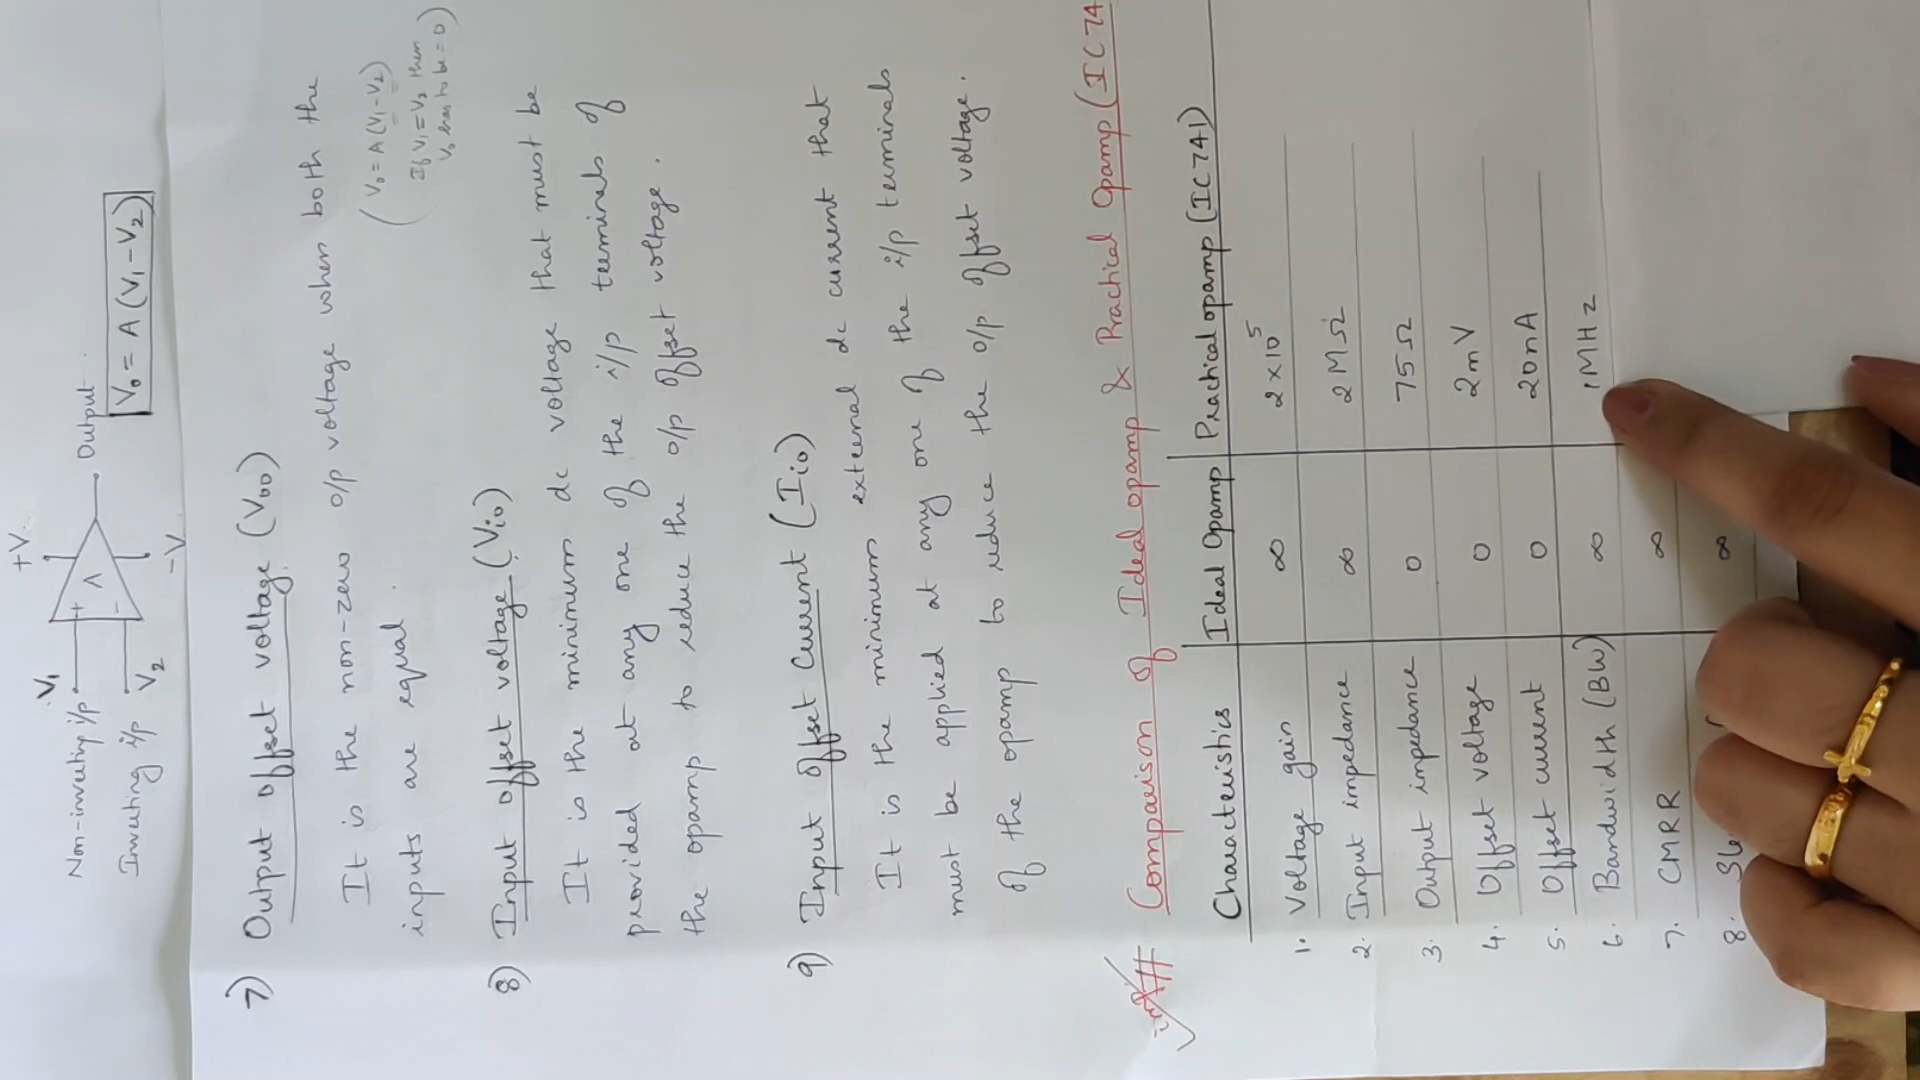 +V
V₁
Non-inverting i/p
+
A
Output
Inverting i/p
-
V₂
-V
V₀ = A (V₁ - V₂)
7) Output offset voltage (V₀₀)
It is the non-zero o/p voltage when both the
inputs are equal.
(V₀ = A (V₁ - V₂)
If V₁ = V₂ then
V₀ has to be = 0)
8) Input offset voltage (Vio)
It is the minimum dc voltage that must be
provided at any one of the i/p terminals of
the opamp to reduce the o/p offset voltage.
9) Input offset Current (Iio)
It is the minimum external dc current that
must be applied at any one of the i/p terminals
of the opamp to reduce the o/p offset voltage.
Comparison of Ideal opamp & Practical Opamp (IC 74
Characteristics Ideal Opamp Practical opamp (IC 741)
1. Voltage gain ∞ 2 × 10⁵
2. Input impedance ∞ 2 MΩ
3. Output impedance 0 75 Ω
4. Offset voltage 0 2 mV
5. Offset current 0 20 nA
6. Bandwidth (BW) ∞ 1 MHz
7. CMRR ∞
8. ∞